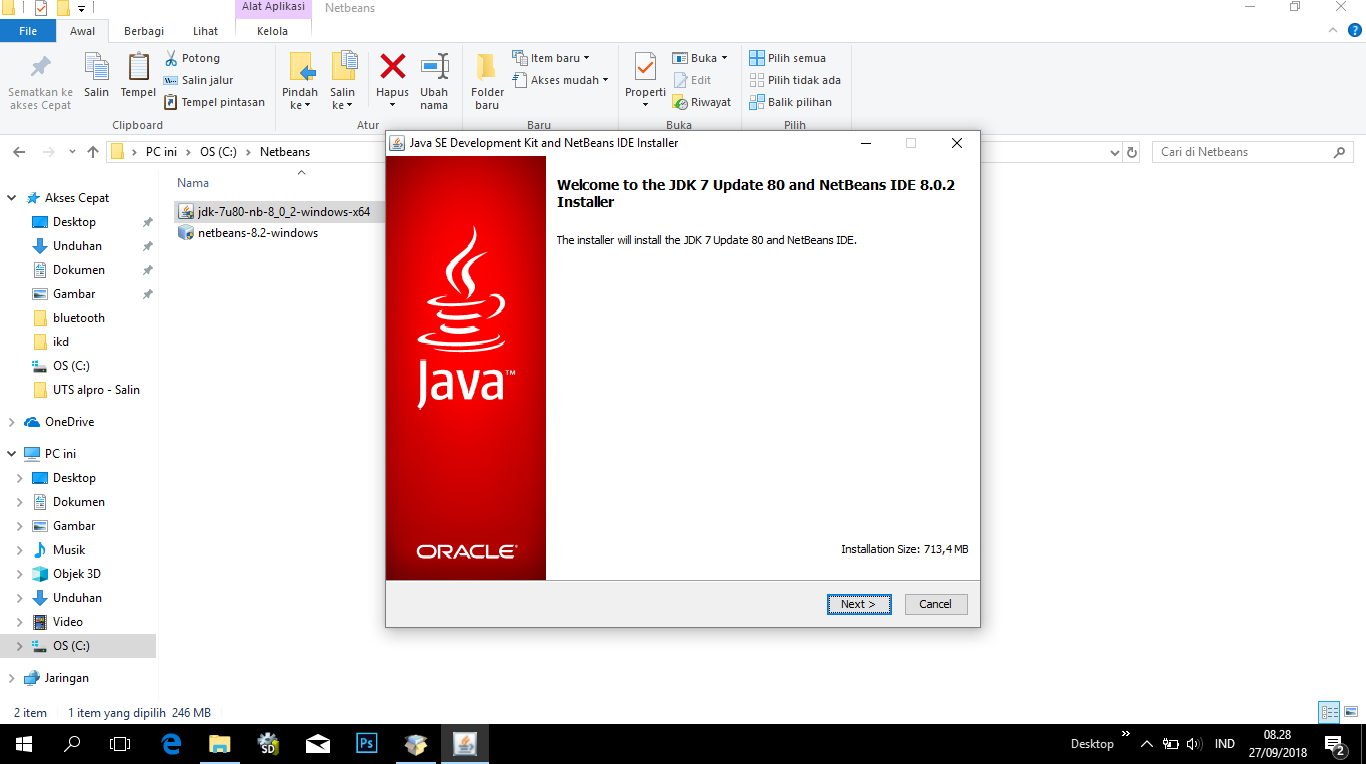 Alat Aplikasi
Netbeans
File
Awal
Berbagi
Lihat
Kelola
Sematkan ke
akses Cepat
Salin
Tempel
Potong
Salin jalur
Tempel pintasan
Clipboard
Pindah
ke
Salin
ke
Hapus
Ubah
nama
Atur
Folder
baru
Item baru
Akses mudah
Baru
Properti
Buka
Edit
Riwayat
Buka
Pilih semua
Pilih tidak ada
Balik pilihan
Pilih
PC ini
OS (C:)
Netbeans
Cari di Netbeans
Akses Cepat
Desktop
Unduhan
Dokumen
Gambar
bluetooth
ikd
OS (C:)
UTS alpro - Salin
OneDrive
PC ini
Desktop
Dokumen
Gambar
Musik
Objek 3D
Unduhan
Video
OS (C:)
Jaringan
Nama
jdk-7u80-nb-8_0_2-windows-x64
netbeans-8.2-windows
Java SE Development Kit and NetBeans IDE Installer
Java™
ORACLE
Welcome to the JDK 7 Update 80 and NetBeans IDE 8.0.2
Installer
The installer will install the JDK 7 Update 80 and NetBeans IDE.
Installation Size: 713,4 MB
Next >
Cancel
2 item
1 item yang dipilih 246 MB
SD
Ps
Desktop
IND
08.28
27/09/2018
2